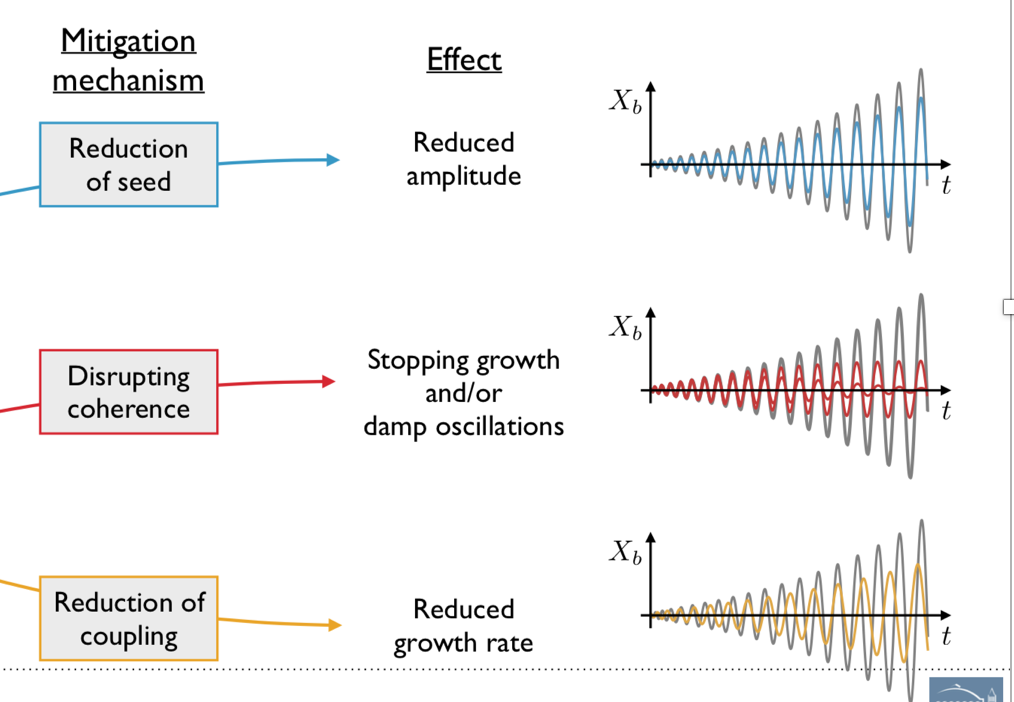 Mitigation
mechanism
Effect
Reduction
of seed
Reduced
amplitude
X_b
t
Disrupting
coherence
Stopping growth
and/or
damp oscillations
X_b
t
Reduction of
coupling
Reduced
growth rate
X_b
t